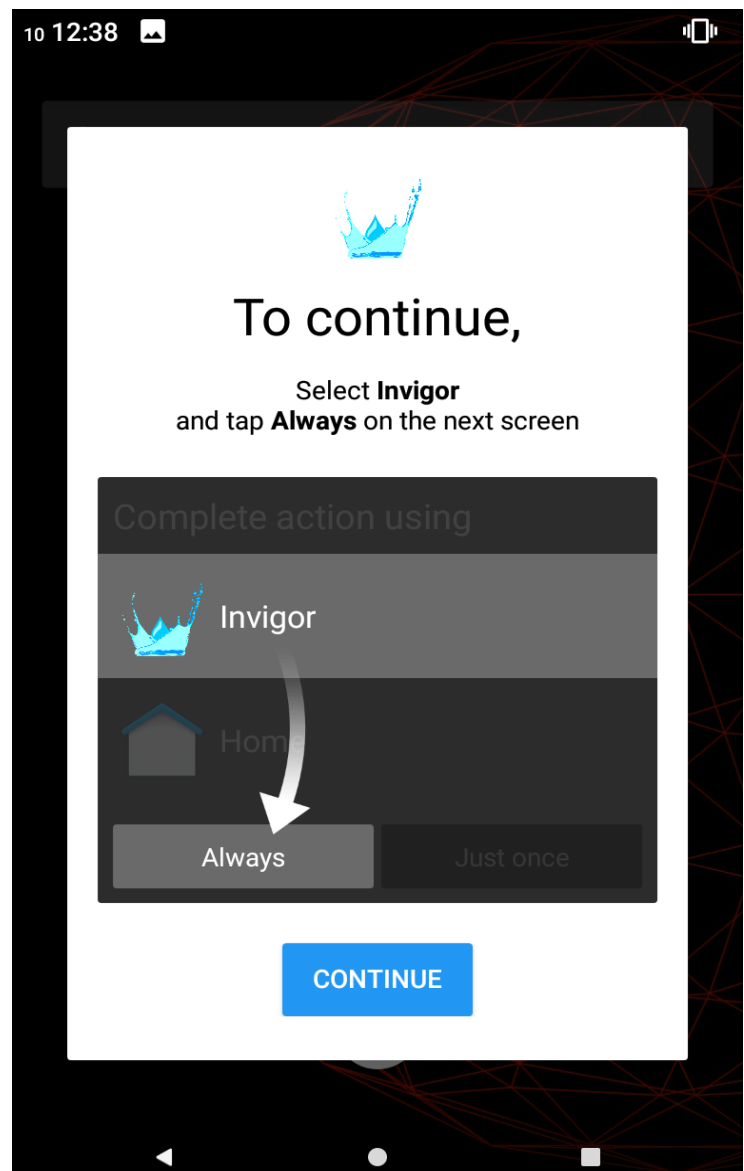 10 12:38
To continue,
Select Invigor
and tap Always on the next screen
Complete action using
Invigor
Home
Always Just once
CONTINUE